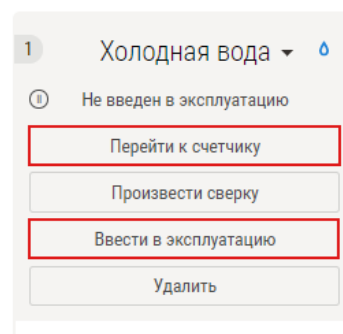 1 Холодная вода
Не введен в эксплуатацию
Перейти к счетчику
Произвести сверку
Ввести в эксплуатацию
Удалить